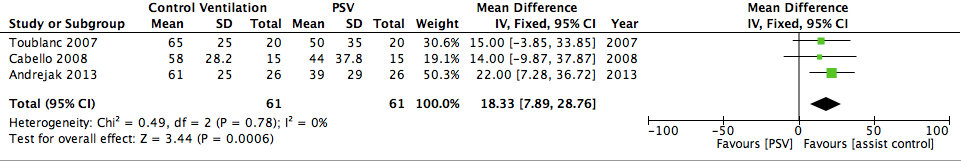 Control Ventilation PSV Mean Difference Mean Difference
Study or Subgroup Mean SD Total Mean SD Total Weight IV, Fixed, 95% CI Year IV, Fixed, 95% CI
Toublanc 2007 65 25 20 50 35 20 30.6% 15.00 [−3.85, 33.85] 2007
Cabello 2008 58 28.2 15 44 37.8 15 19.1% 14.00 [−9.87, 37.87] 2008
Andrejak 2013 61 25 26 39 29 26 50.3% 22.00 [7.28, 36.72] 2013
Total (95% CI) 61 61 100.0% 18.33 [7.89, 28.76]
Heterogeneity: Chi² = 0.49, df = 2 (P = 0.78); I² = 0%
Test for overall effect: Z = 3.44 (P = 0.0006)
−100 −50 0 50 100
Favours [PSV] Favours [assist control]